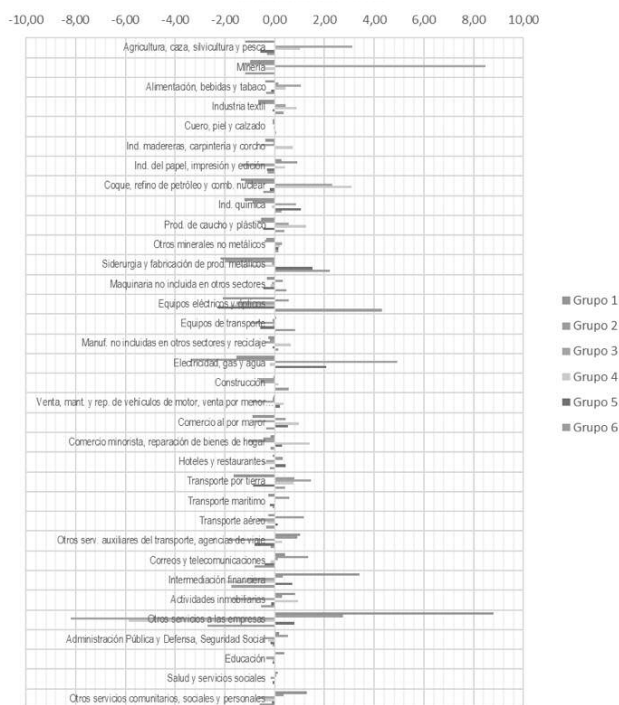 -10,00 -8,00 -6,00 -4,00 -2,00 0,00 2,00 4,00 6,00 8,00 10,00
Agricultura, caza, silvicultura y pesca
Minería
Alimentación, bebidas y tabaco
Industria textil
Cuero, piel y calzado
Ind. madereras, carpintería y corcho
Ind. del papel, impresión y edición
Coque, refino de petróleo y comb. nuclear
Ind. química
Prod. de caucho y plástico
Otros minerales no metálicos
Siderurgia y fabricación de prod. metálicos
Maquinaria no incluida en otros sectores
Equipos eléctricos y ópticos
Equipos de transporte
Manuf. no incluidas en otros sectores y reciclaje
Electricidad, gas y agua
Construcción
Venta, mant. y rep. de vehículos de motor, venta por menor
Comercio al por mayor
Comercio minorista, reparación de bienes de hogar
Hoteles y restaurantes
Transporte por tierra
Transporte marítimo
Transporte aéreo
Otros serv. auxiliares del transporte, agencias de viaje
Correos y telecomunicaciones
Intermediación financiera
Actividades inmobiliarias
Otros servicios a las empresas
Administración Pública y Defensa, Seguridad Social
Educación
Salud y servicios sociales
Otros servicios comunitarios, sociales y personales
Grupo 1
Grupo 2
Grupo 3
Grupo 4
Grupo 5
Grupo 6